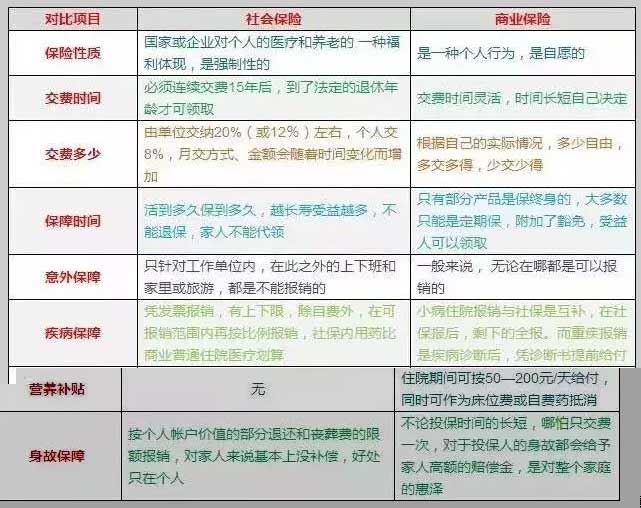 对比项目
社会保险
商业保险
保险性质
国家或企业对个人的医疗和养老的 一种福
利体现，是强制性的
是一种个人行为，是自愿的
交费时间
必须连续交费15年后，到了法定的退休年
龄才可领取
交费时间灵活，时间长短自己决定
交费多少
由单位交纳20%（或12%）左右，个人交
8%，月交方式、金额会随着时间变化而增
加
根据自己的实际情况，多少自由，
多交多得，少交少得
保障时间
活到多久保到多久，越长寿受益越多，不
能退保，家人不能代领
只有部分产品是保终身的，大多数
只能是定期保，附加了豁免，受益
人可以领取
意外保障
只针对工作单位内，在此之外的上下班和
家里或旅游，都是不能报销的
一般来说， 无论在哪都是可以报
销的
疾病保障
凭发票报销，有上下限，除自费外，在可
报销范围内再按比例报销，社保内用药比
商业普通住院医疗划算
小病住院报销与社保是互补，在社
保报后，剩下的全报。而重疾报销
是疾病诊断后，凭诊断书提前给付
营养补贴
无
住院期间可按50—200元/天给付，
同时可作为床位费或自费药抵消
身故保障
按个人帐户价值的部分退还和丧葬费的限
额报销，对家人来说基本上没补偿，好处
只在个人
不论投保时间的长短，哪怕只交费
一次，对于投保人的身故都会给予
家人高额的赔偿金，是对整个家庭
的惠泽